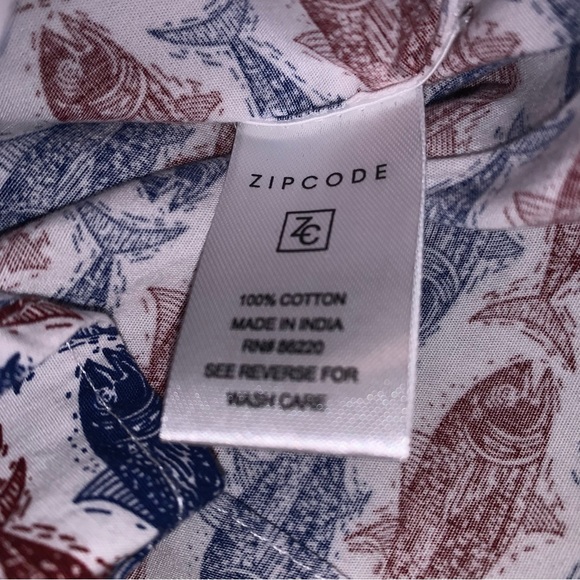 ZIPCODE
ZC
100% COTTON
MADE IN INDIA
RN# 86220
SEE REVERSE FOR
WASH CARE